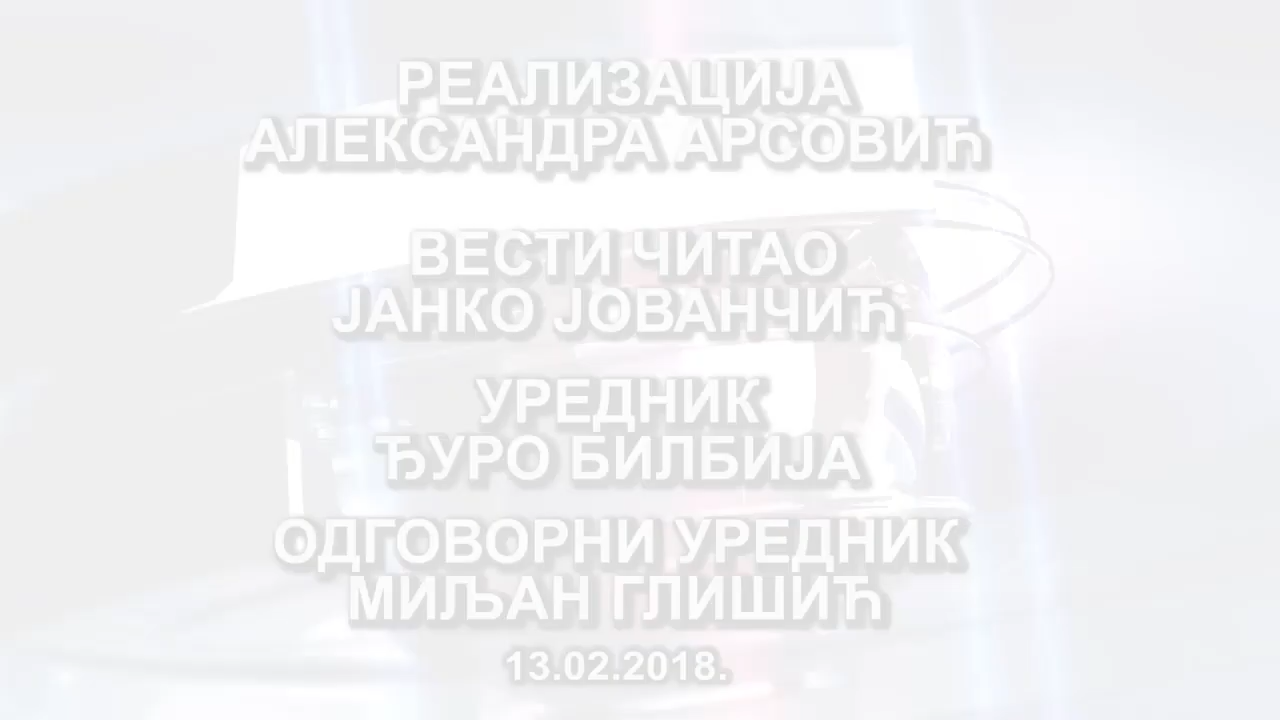 РЕАЛИЗАЦИЈА
АЛЕКСАНДРА АРСОВИЋ
ВЕСТИ ЧИТАО
ЈАНКО ЈОВАНЧИЋ
УРЕДНИК
ЂУРО БИЛБИЈА
ОДГОВОРНИ УРЕДНИК
МИЉАН ГЛИШИЋ
13.02.2018.